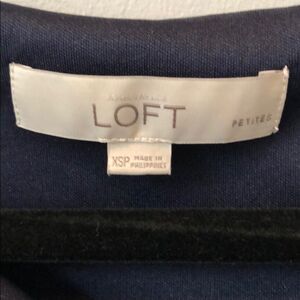 LOFT
PETITES
XSP MADE IN
PHILIPPINES